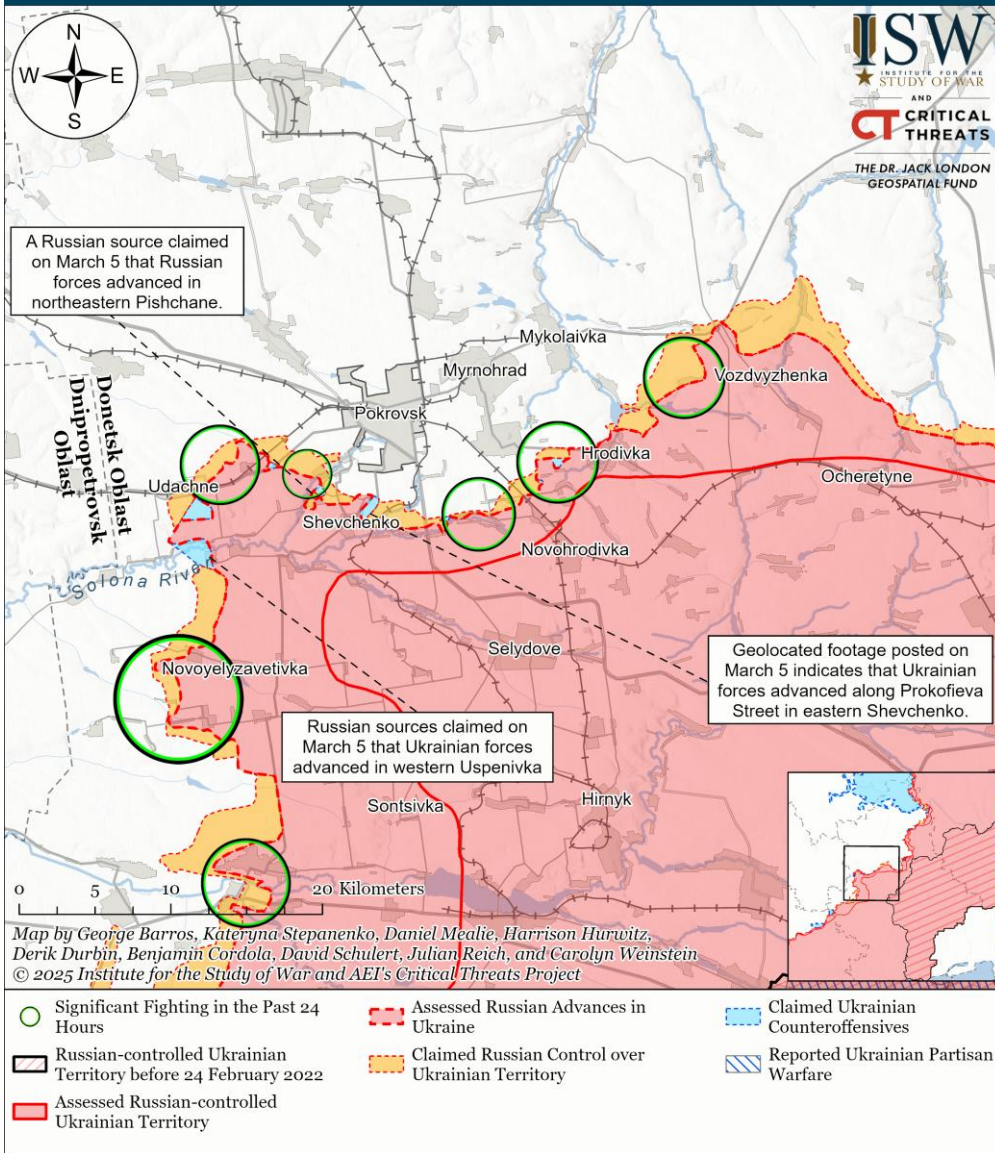 N
W
E
S
ISW
INSTITUTE FOR THE
STUDY OF WAR
AND
CT CRITICAL
THREATS
THE DR. JACK LONDON
GEOSPATIAL FUND
A Russian source claimed
on March 5 that Russian
forces advanced in
northeastern Pishchane.
Mykolaivka
Myrnohrad
Vozdvyzhenka
Pokrovsk
Donetsk Oblast
Dnipropetrovsk
Oblast
Hrodivka
Udachne
Ocheretyne
Shevchenko
Novohrodivka
Solona River
Selydove
Geolocated footage posted on
March 5 indicates that Ukrainian
forces advanced along Prokofieva
Street in eastern Shevchenko.
Novoyelyzavetivka
Russian sources claimed on
March 5 that Ukrainian forces
advanced in western Uspenivka
Sontsivka
Hirnyk
0 5 10 20 Kilometers
Map by George Barros, Kateryna Stepanenko, Daniel Mealie, Harrison Hurwitz,
Derik Durbin, Benjamin Cordola, David Schulert, Julian Reich, and Carolyn Weinstein
© 2025 Institute for the Study of War and AEI's Critical Threats Project
Significant Fighting in the Past 24
Hours
Russian-controlled Ukrainian
Territory before 24 February 2022
Assessed Russian-controlled
Ukrainian Territory
Assessed Russian Advances in
Ukraine
Claimed Russian Control over
Ukrainian Territory
Claimed Ukrainian
Counteroffensives
Reported Ukrainian Partisan
Warfare